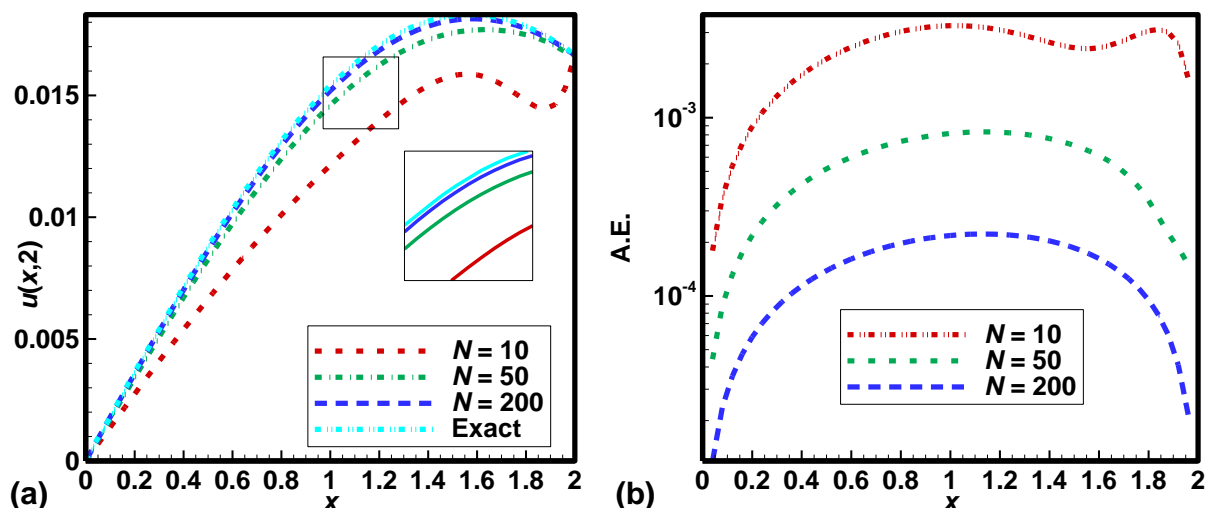 0.015
0.01
0.005
0
u(x,2)
N = 10
N = 50
N = 200
Exact
0 0.2 0.4 0.6 0.8 1 1.2 1.4 1.6 1.8 2
x
(a)
10-3
10-4
A.E.
N = 10
N = 50
N = 200
0 0.2 0.4 0.6 0.8 1 1.2 1.4 1.6 1.8 2
x
(b)